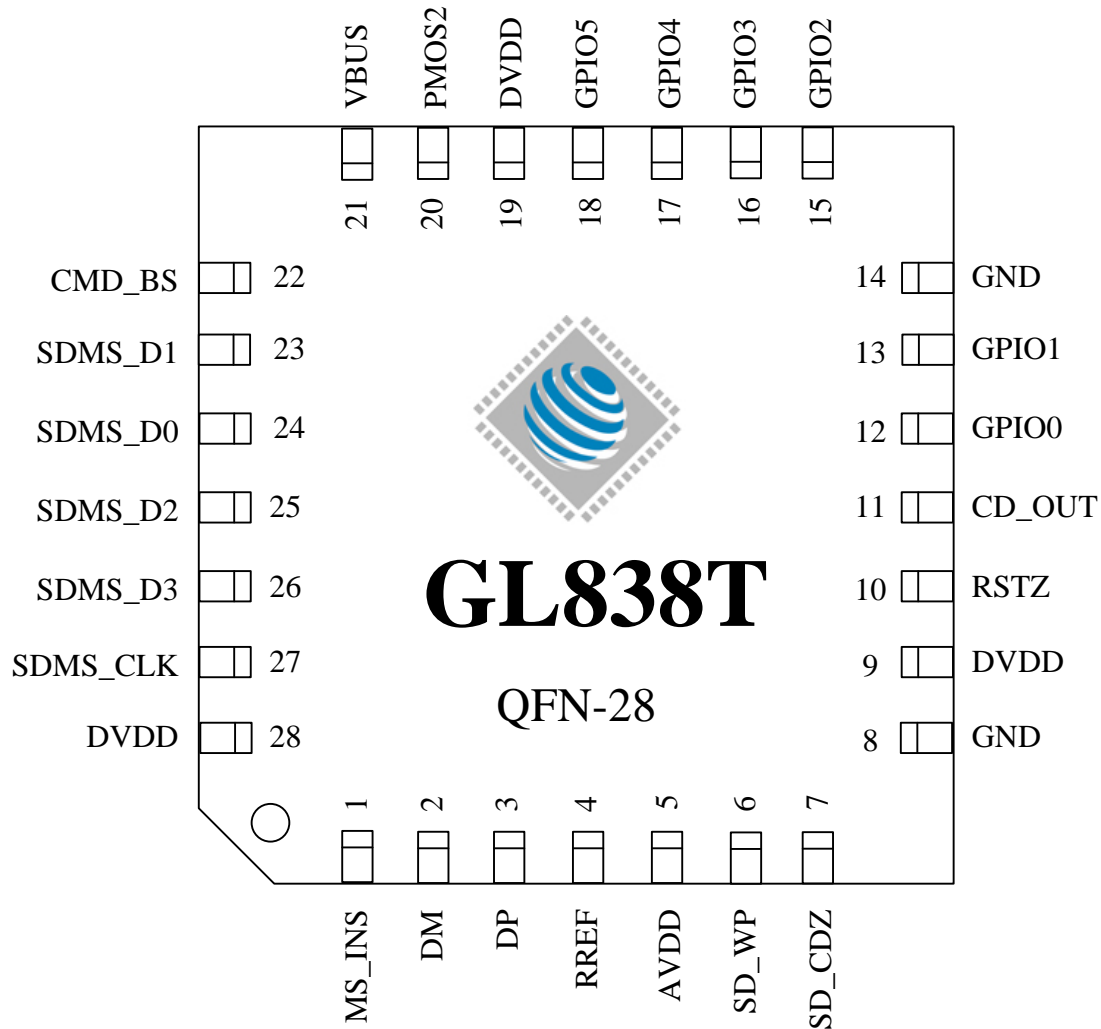 VBUS
PMOS2
DVDD
GPIO5
GPIO4
GPIO3
GPIO2
21
20
19
18
17
16
15
CMD_BS 22
14 GND
SDMS_D1 23
13 GPIO1
SDMS_D0 24
12 GPIO0
SDMS_D2 25
11 CD_OUT
SDMS_D3 26
10 RSTZ
SDMS_CLK 27
9 DVDD
DVDD 28
8 GND
GL838T
QFN-28
1
2
3
4
5
6
7
MS_INS
DM
DP
RREF
AVDD
SD_WP
SD_CDZ